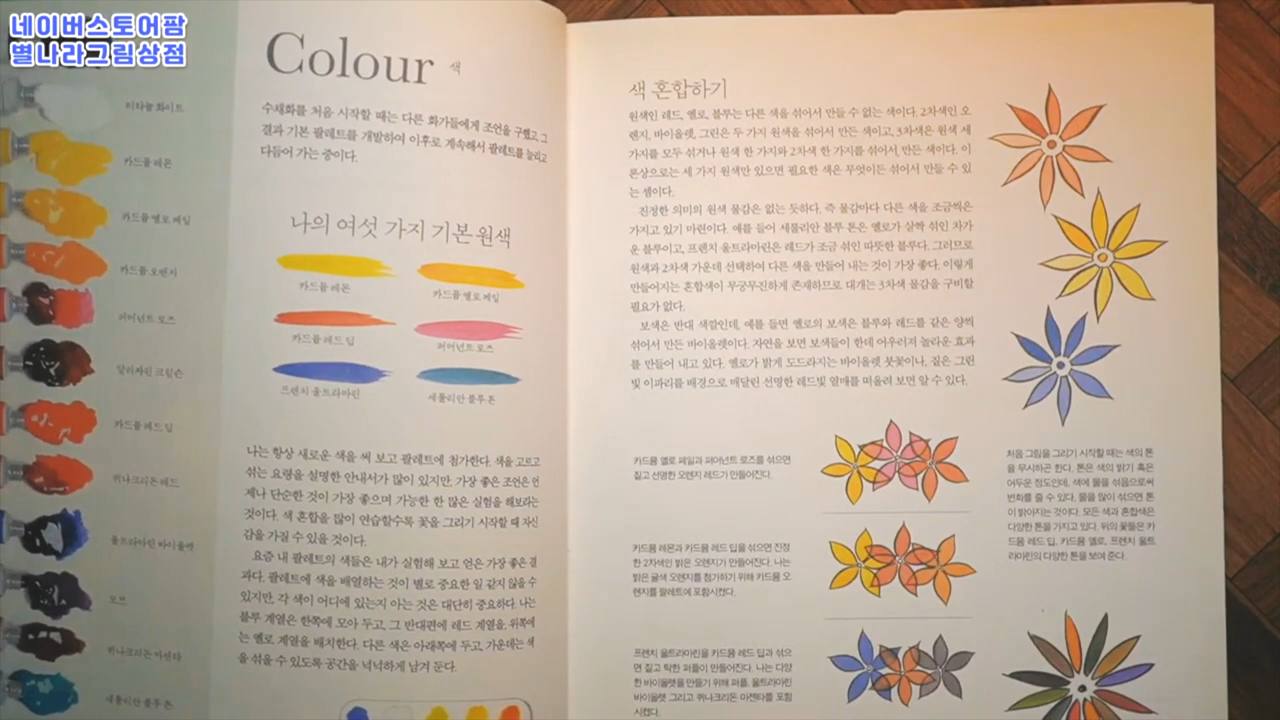 네이버스토어팜
별나라그림상점
티타늄 화이트
카드뮴 레몬
카드뮴 옐로 페일
카드뮴 오렌지
퍼머넌트 로즈
알리자린 크림슨
카드뮴 레드 딥
퀴나크리돈 레드
울트라마린 바이올렛
모브
퀴나크리돈 마젠타
세룰리안 블루 톤
Colour 색
수채화를 처음 시작할 때는 다른 화가들에게 조언을 구했고, 그
결과 기본 팔레트를 개발하여 이후로 계속해서 팔레트를 늘리고
다듬어 가는 중이다.
나의 여섯 가지 기본 원색
카드뮴 레몬
카드뮴 옐로 페일
카드뮴 레드 딥
퍼머넌트 로즈
프렌치 울트라마린
세룰리안 블루 톤
나는 항상 새로운 색을 써 보고 팔레트에 첨가한다. 색을 고르고
섞는 요령을 설명한 안내서가 많이 있지만, 가장 좋은 조언은 언
제나 단순한 것이 가장 좋으며 가능한 한 많은 실험을 해보라는
것이다. 색 혼합을 많이 연습할수록 꽃을 그리기 시작할 때 자신
감을 가질 수 있을 것이다.
요즘 내 팔레트의 색들은 내가 실험해 보고 얻은 가장 좋은 결
과다. 팔레트에 색을 배열하는 것이 별로 중요한 일 같지 않을 수
있지만, 각 색이 어디에 있는지 아는 것은 대단히 중요하다. 나는
블루 계열은 한쪽에 모아 두고, 그 반대편에 레드 계열을, 위쪽에
는 옐로 계열을 배치한다. 다른 색은 아래쪽에 두고, 가운데는 색
을 섞을 수 있도록 공간을 넉넉하게 남겨 둔다.
색 혼합하기
원색인 레드, 옐로, 블루는 다른 색을 섞어서 만들 수 없는 색이다. 2차색인 오
렌지, 바이올렛, 그린은 두 가지 원색을 섞어서 만든 색이고, 3차색은 원색 세
가지를 모두 섞거나 원색 한 가지와 2차색 한 가지를 섞어서 만든 색이다. 이
론상으로는 세 가지 원색만 있으면 필요한 색은 무엇이든 섞어서 만들 수 있
는 셈이다.
진정한 의미의 원색 물감은 없는 듯하다. 즉 물감마다 다른 색을 조금씩은
가지고 있기 마련이다. 예를 들어 세룰리안 블루 톤은 옐로가 살짝 섞인 차가
운 블루이고, 프렌치 울트라마린은 레드가 조금 섞인 따뜻한 블루다. 그러므로
원색과 2차색 가운데 선택하여 다른 색을 만들어 내는 것이 가장 좋다. 이렇게
만들어지는 혼합색이 무궁무진하게 존재하므로 대개는 3차색 물감을 구비할
필요가 없다.
보색은 반대 색깔인데, 예를 들면 옐로의 보색은 블루와 레드를 같은 양씩
섞어서 만든 바이올렛이다. 자연을 보면 보색들이 한데 어우러져 놀라운 효과
를 만들어 내고 있다. 옐로가 밝게 도드라지는 바이올렛 붓꽃이나, 짙은 그린
빛 이파리를 배경으로 매달린 선명한 레드빛 열매를 떠올려 보면 알 수 있다.
카드뮴 옐로 페일과 퍼머넌트 로즈를 섞으면
짙고 선명한 오렌지 레드가 만들어진다.
카드뮴 레몬과 카드뮴 레드 딥을 섞으면 진정
한 2차색인 밝은 오렌지가 만들어진다. 나는
밝은 귤색 오렌지를 첨가하기 위해 카드뮴 오
렌지를 팔레트에 포함시켰다.
프렌치 울트라마린을 카드뮴 레드 딥과 섞으
면 짙고 탁한 퍼플이 만들어진다. 나는 다양
한 바이올렛을 만들기 위해 퍼플, 울트라마린
바이올렛 그리고 퀴나크리돈 마젠타를 포함
시켰다.
처음 그림을 그리기 시작할 때는 색의 톤
을 무시하곤 한다. 톤은 색의 밝기 혹은
어두운 정도인데, 색에 물을 섞음으로써
변화를 줄 수 있다. 물을 많이 섞으면 톤
이 밝아지는 것이다. 모든 색과 혼합색은
다양한 톤을 가지고 있다. 위의 꽃들은 카
드뮴 레드 딥, 카드뮴 옐로, 프렌치 울트
라마린의 다양한 톤을 보여 준다.